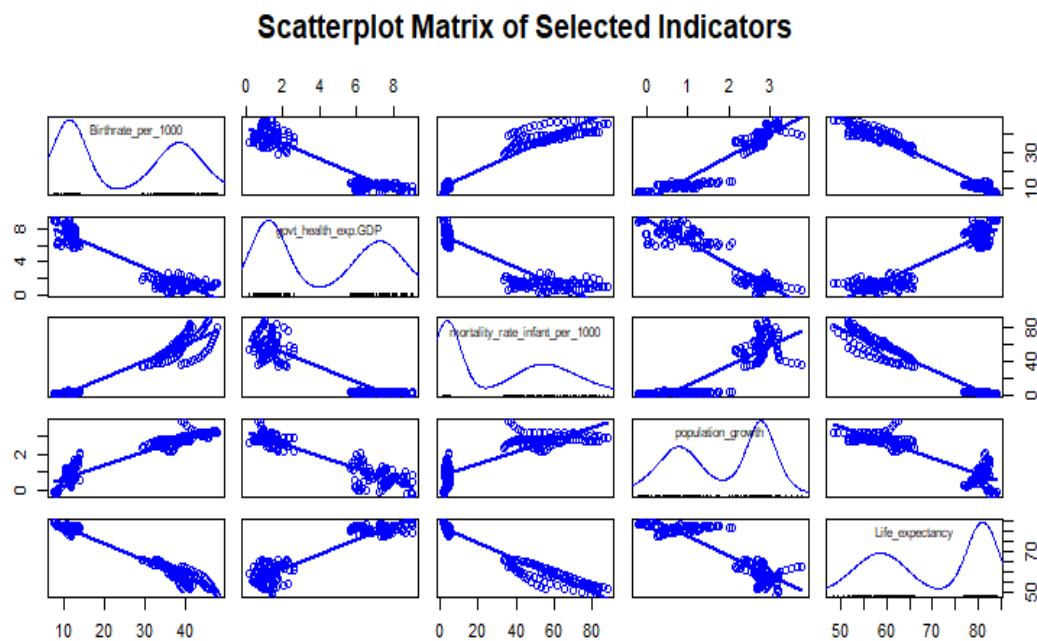 Scatterplot Matrix of Selected Indicators
0 2 4 6 8
0 1 2 3
Birthrate_per_1000
10 30
0 4 8
govt_health_exp.GDP
mortality_rate_infant_per_1000
0 40 80
0 2
population_growth
Life_expectancy
50 70
10 20 30 40
0 20 40 60 80
50 60 70 80